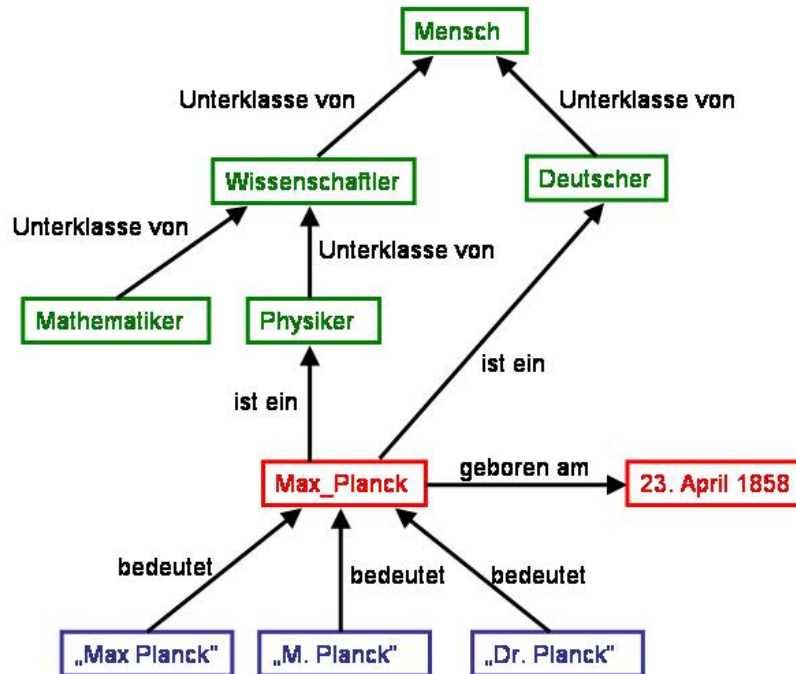 Mensch
Unterklasse von
Unterklasse von
Wissenschaftler
Deutscher
Unterklasse von
Unterklasse von
Mathematiker
Physiker
ist ein
ist ein
geboren am
Max_Planck
23. April 1858
bedeutet
bedeutet
bedeutet
„Max Planck"
„M. Planck"
„Dr. Planck"